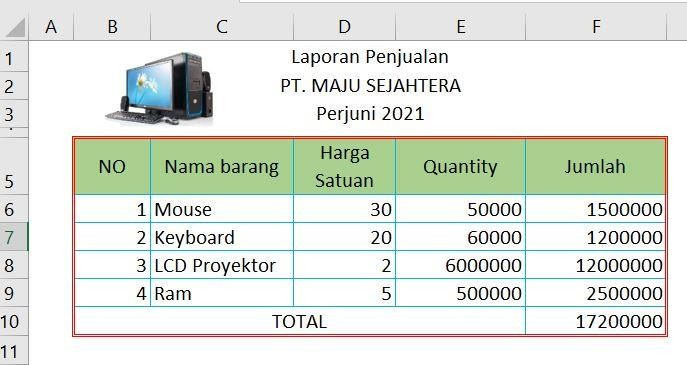 A B C D E F
1 Laporan Penjualan
2 PT. MAJU SEJAHTERA
3 Perjuni 2021
5 NO Nama barang Harga Satuan Quantity Jumlah
6 1 Mouse 30 50000 1500000
7 2 Keyboard 20 60000 1200000
8 3 LCD Proyektor 2 6000000 12000000
9 4 Ram 5 500000 2500000
10 TOTAL 17200000
11